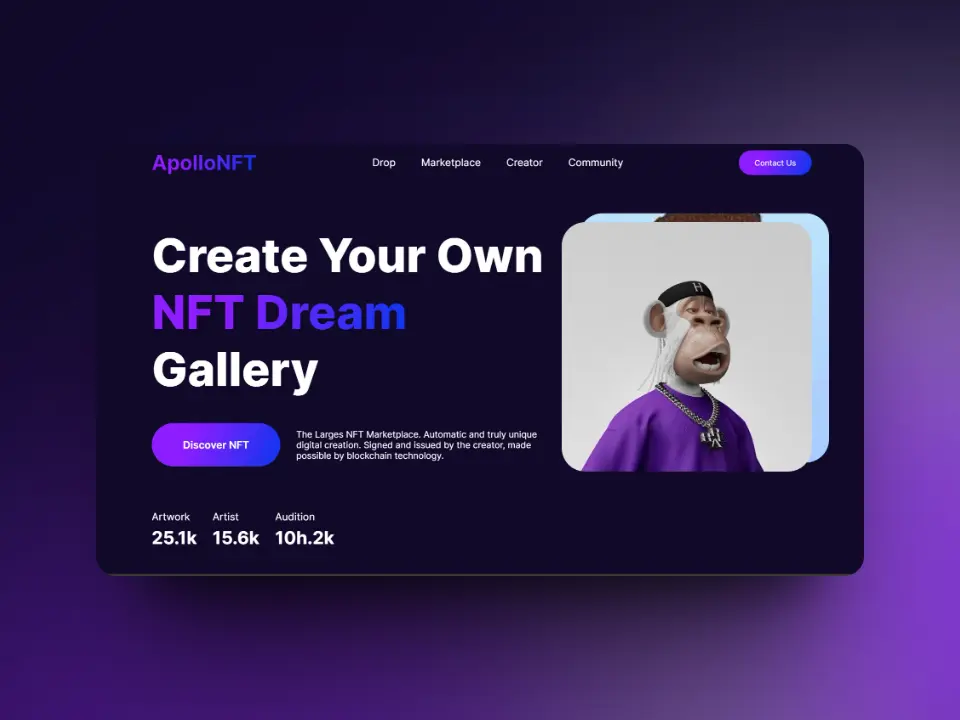 ApolloNFT
Drop
Marketplace
Creator
Community
Contact Us
Create Your Own
NFT Dream
Gallery
Discover NFT
The Larges NFT Marketplace. Automatic and truly unique
digital creation. Signed and issued by the creator, made
possible by blockchain technology.
Artwork
25.1k
Artist
15.6k
Audition
10h.2k
H